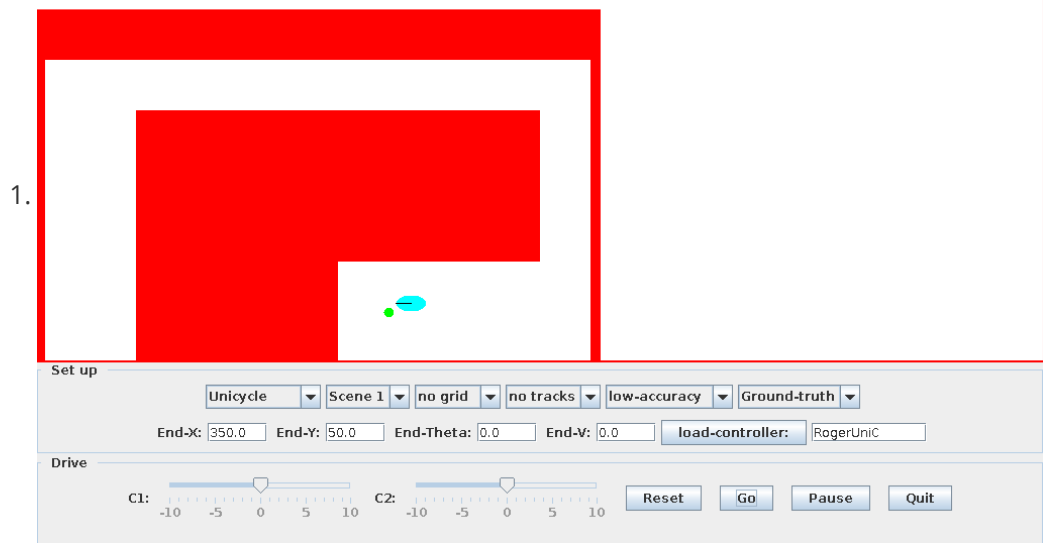 1.
Set up
Unicycle Scene 1 no grid no tracks low-accuracy Ground-truth
End-X: 350.0 End-Y: 50.0 End-Theta: 0.0 End-V: 0.0 load-controller: RogerUniC
Drive
C1: C2: Reset Go Pause Quit
-10 -5 0 5 10 -10 -5 0 5 10